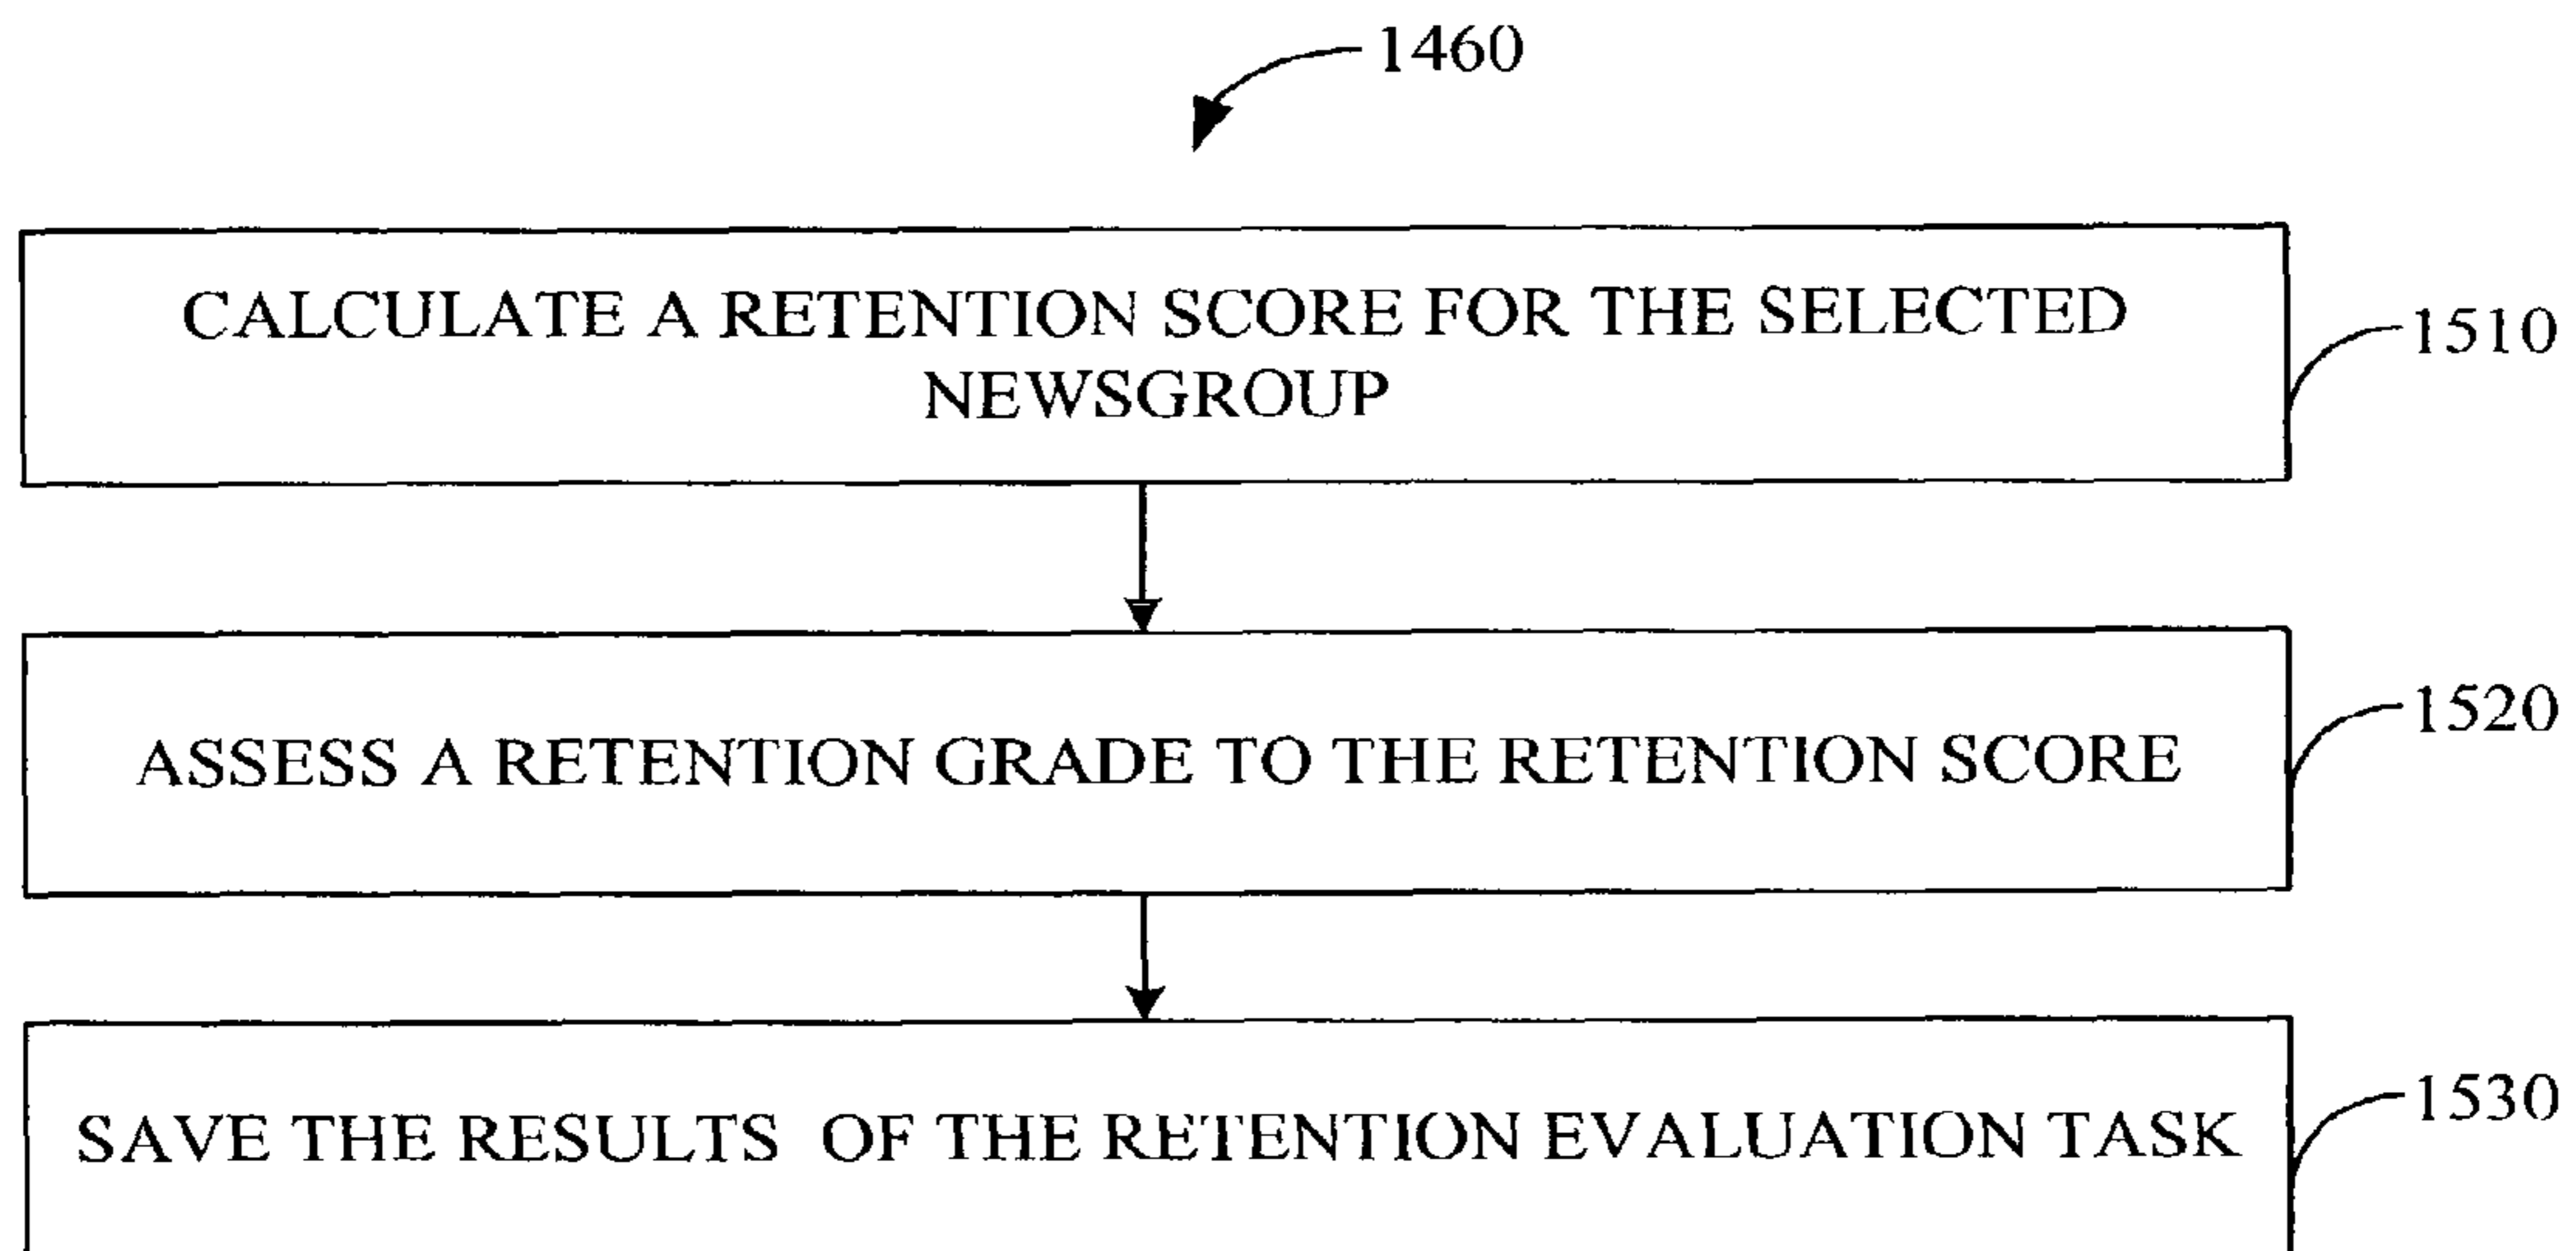 1460
CALCULATE A RETENTION SCORE FOR THE SELECTED
NEWSGROUP
1510
ASSESS A RETENTION GRADE TO THE RETENTION SCORE
1520
SAVE THE RESULTS OF THE RETENTION EVALUATION TASK
1530